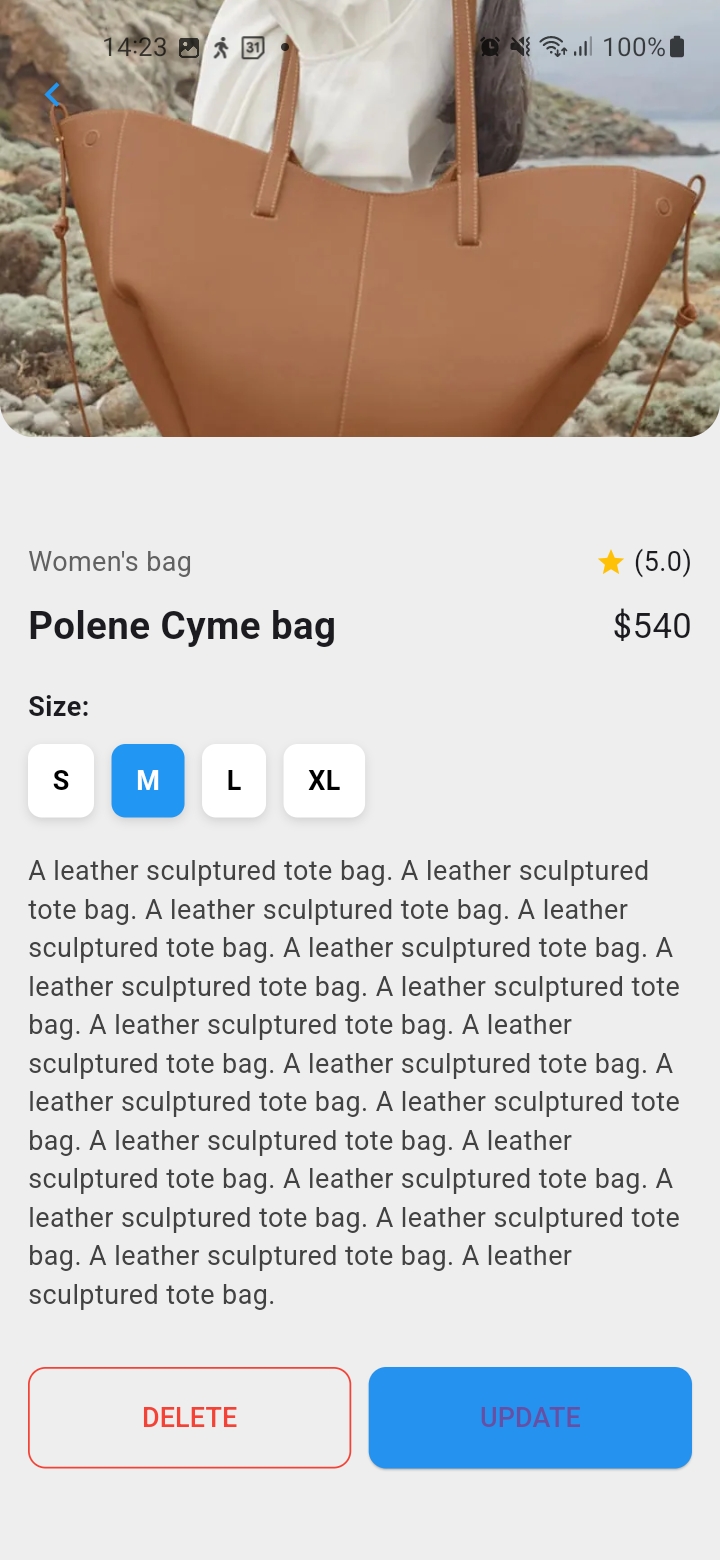 14:23 31 100%
Women's bag (5.0)
Polene Cyme bag $540
Size:
S M L XL
A leather sculptured tote bag. A leather sculptured
tote bag. A leather sculptured tote bag. A leather
sculptured tote bag. A leather sculptured tote bag. A
leather sculptured tote bag. A leather sculptured tote
bag. A leather sculptured tote bag. A leather
sculptured tote bag. A leather sculptured tote bag. A
leather sculptured tote bag. A leather sculptured tote
bag. A leather sculptured tote bag. A leather
sculptured tote bag. A leather sculptured tote bag. A
leather sculptured tote bag. A leather sculptured tote
bag. A leather sculptured tote bag. A leather
sculptured tote bag.
DELETE UPDATE